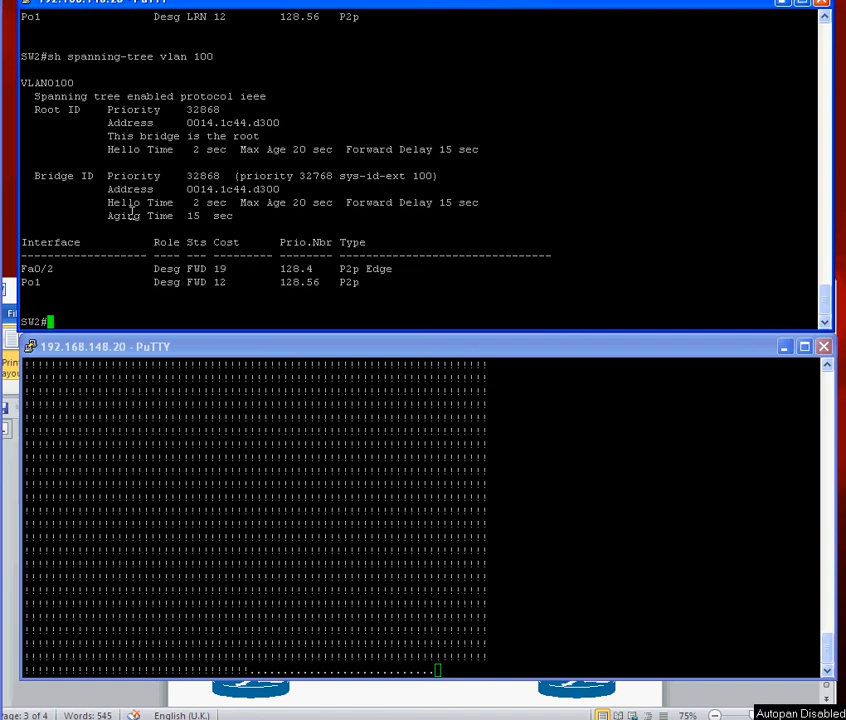 192.168.148.20 - PuTTY
Po1 Desg LRN 12 128.56 P2p
SW2#sh spanning-tree vlan 100
VLAN0100
Spanning tree enabled protocol ieee
Root ID Priority 32868
Address 0014.1c44.d300
This bridge is the root
Hello Time 2 sec Max Age 20 sec Forward Delay 15 sec
Bridge ID Priority 32868 (priority 32768 sys-id-ext 100)
Address 0014.1c44.d300
Hello Time 2 sec Max Age 20 sec Forward Delay 15 sec
Aging Time 15 sec
Interface Role Sts Cost Prio.Nbr Type
------------------- ---- --- --------- -------- --------------------------------
Fa0/2 Desg FWD 19 128.4 P2p Edge
Po1 Desg FWD 12 128.56 P2p
SW2#
192.168.148.20 - PuTTY
Page: 3 of 4 Words: 545 English (U.K.) 75%
Autopan Disabled